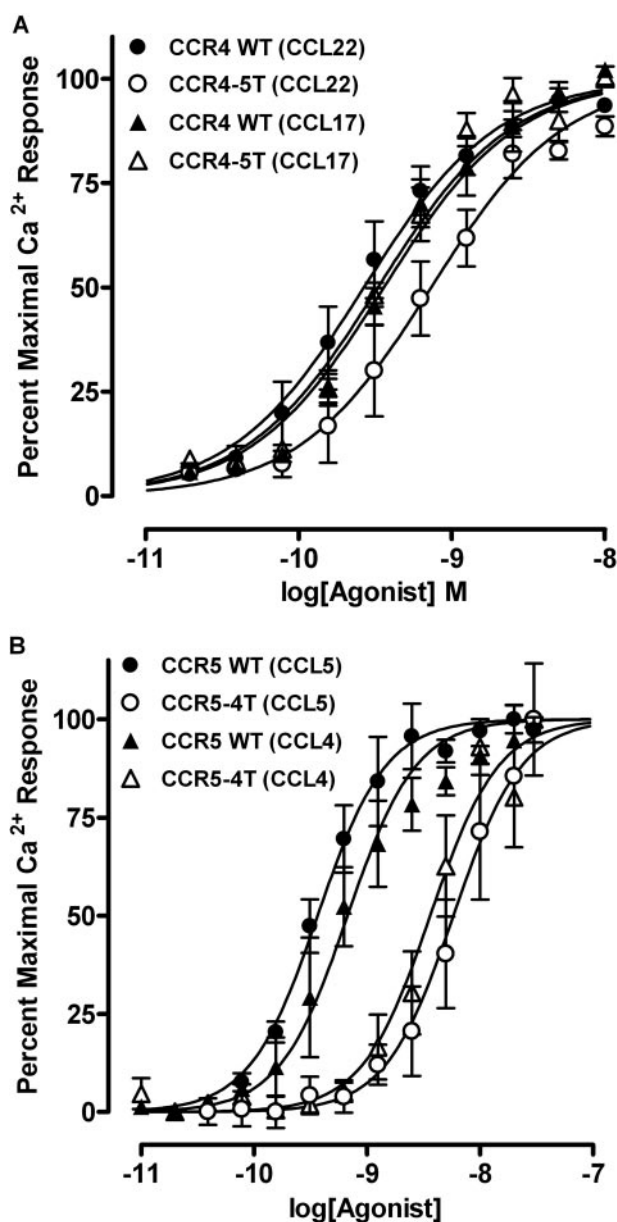 A
CCR4 WT (CCL22)
CCR4-5T (CCL22)
CCR4 WT (CCL17)
CCR4-5T (CCL17)
Percent Maximal Ca 2+ Response
100
75
50
25
0
-11 -10 -9 -8
log[Agonist] M
B
CCR5 WT (CCL5)
CCR5-4T (CCL5)
CCR5 WT (CCL4)
CCR5-4T (CCL4)
Percent Maximal Ca 2+ Response
100
75
50
25
0
-11 -10 -9 -8 -7
log[Agonist]